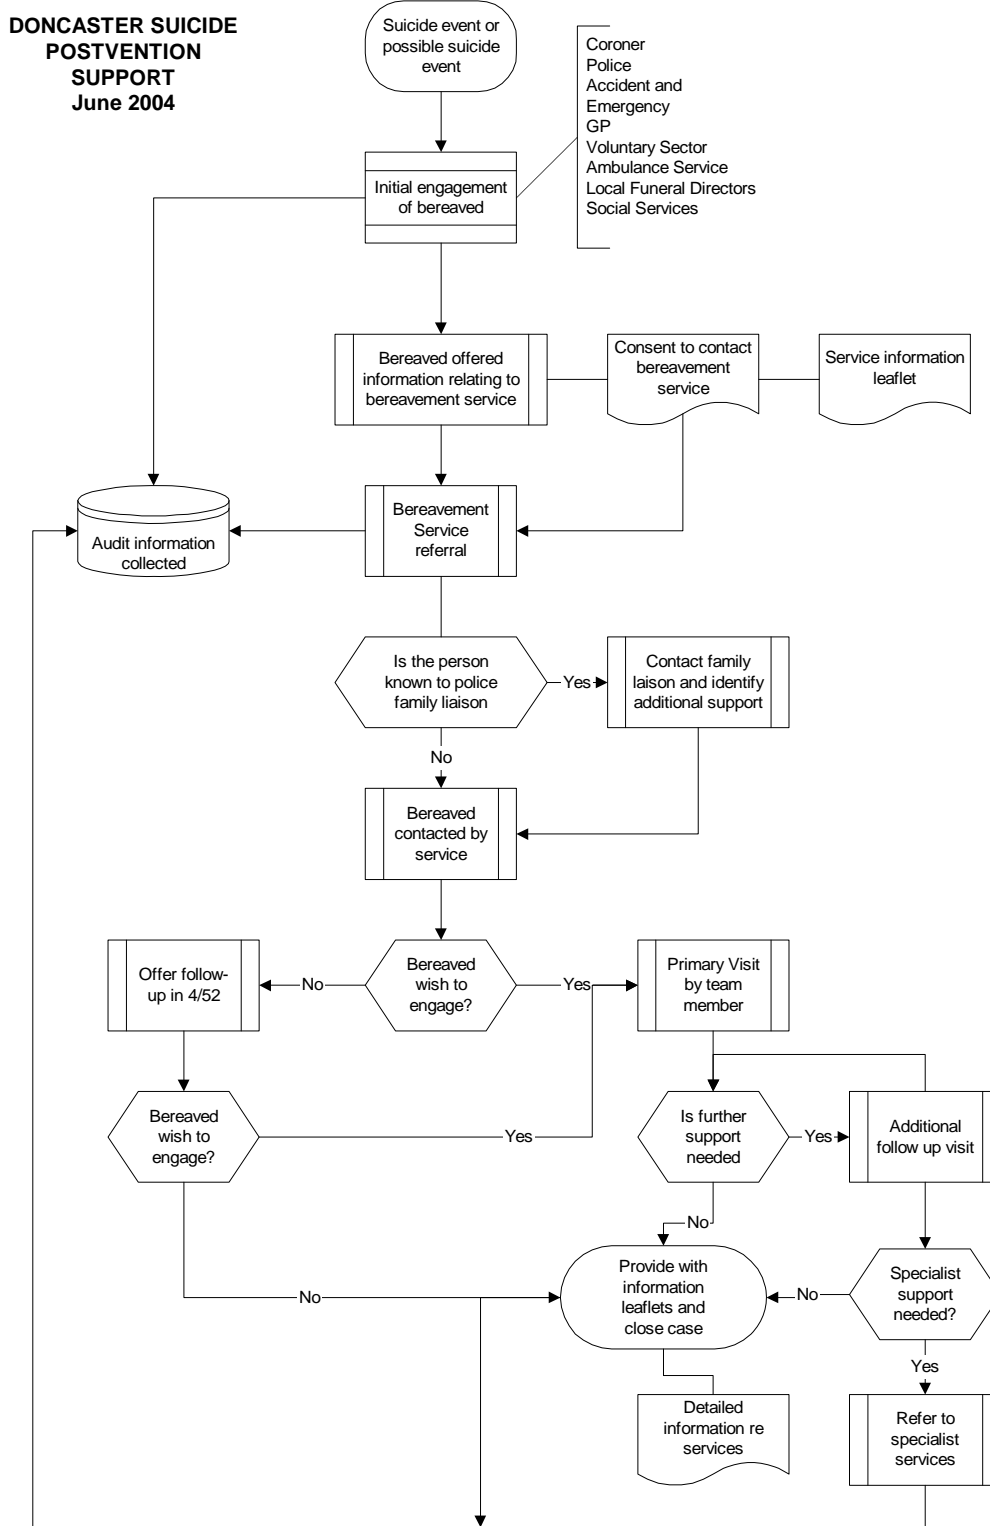 DONCASTER SUICIDE
POSTVENTION
SUPPORT
June 2004
Suicide event or
possible suicide
event
Coroner
Police
Accident and
Emergency
GP
Voluntary Sector
Ambulance Service
Local Funeral Directors
Social Services
Initial engagement
of bereaved
Bereaved offered
information relating to
bereavement service
Consent to contact
bereavement
service
Service information
leaflet
Bereavement
Service
referral
Audit information
collected
Is the person
known to police
family liaison
Yes
Contact family
liaison and identify
additional support
No
Bereaved
contacted by
service
Offer follow-
up in 4/52
No
Bereaved
wish to
engage?
Yes
Primary Visit
by team
member
Bereaved
wish to
engage?
Yes
Is further
support
needed
Yes
Additional
follow up visit
No
No
Provide with
information
leaflets and
close case
No
Specialist
support
needed?
Yes
Detailed
information re
services
Refer to
specialist
services